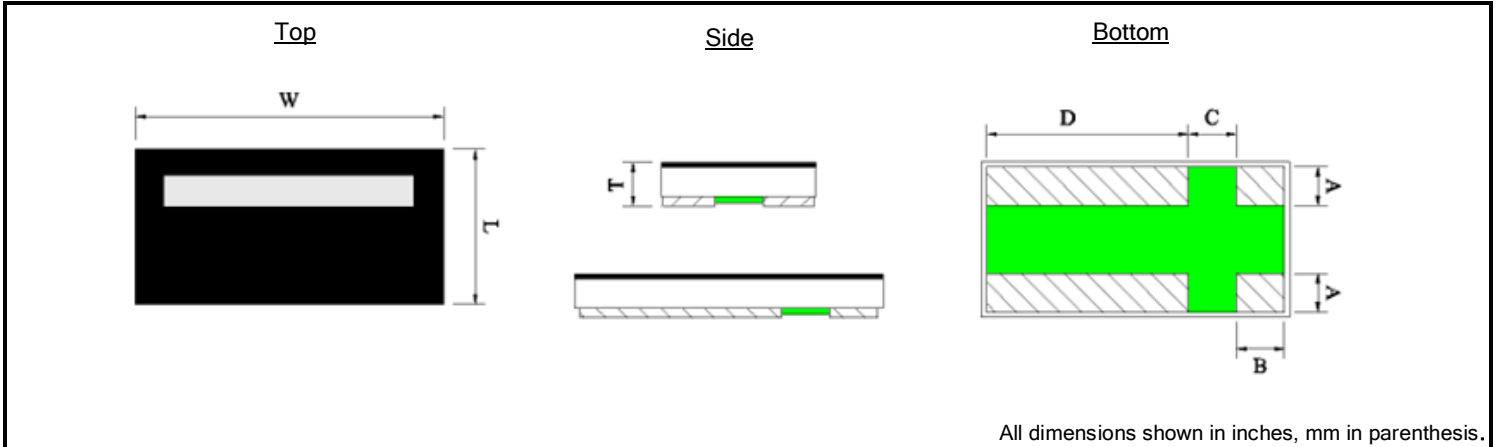 Top
Side
Bottom
W
L
T
D
C
A
A
B
All dimensions shown in inches, mm in parenthesis.